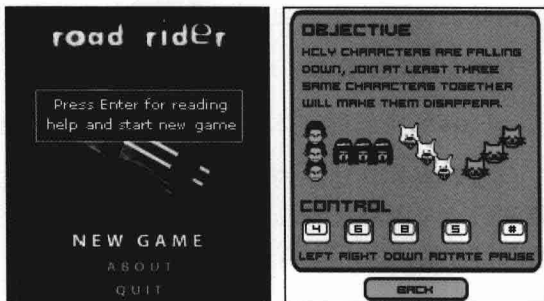 road rider
Press Enter for reading
help and start new game
NEW GAME
ABOUT
QUIT
OBJECTIVE
HCLY CHARACTERS ARE FALLING
DOWN, JOIN AT LEAST THREE
SAME CHARACTERS TOGETHER
WILL MAKE THEM DISAPPEAR.
CONTROL
4 6 8 5 #
LEFT RIGHT DOWN ROTATE PAUSE
BACK